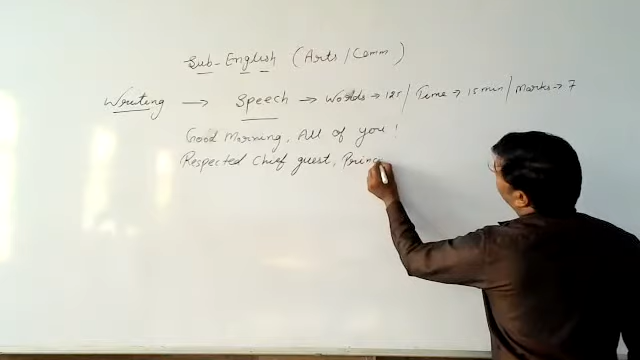 Sub-English (Arts/Comm)
Writing → Speech → Words → 125/ Time → 15 min/ Marks → 7
Good Morning, All of you!
Respected Chief guest, Princ